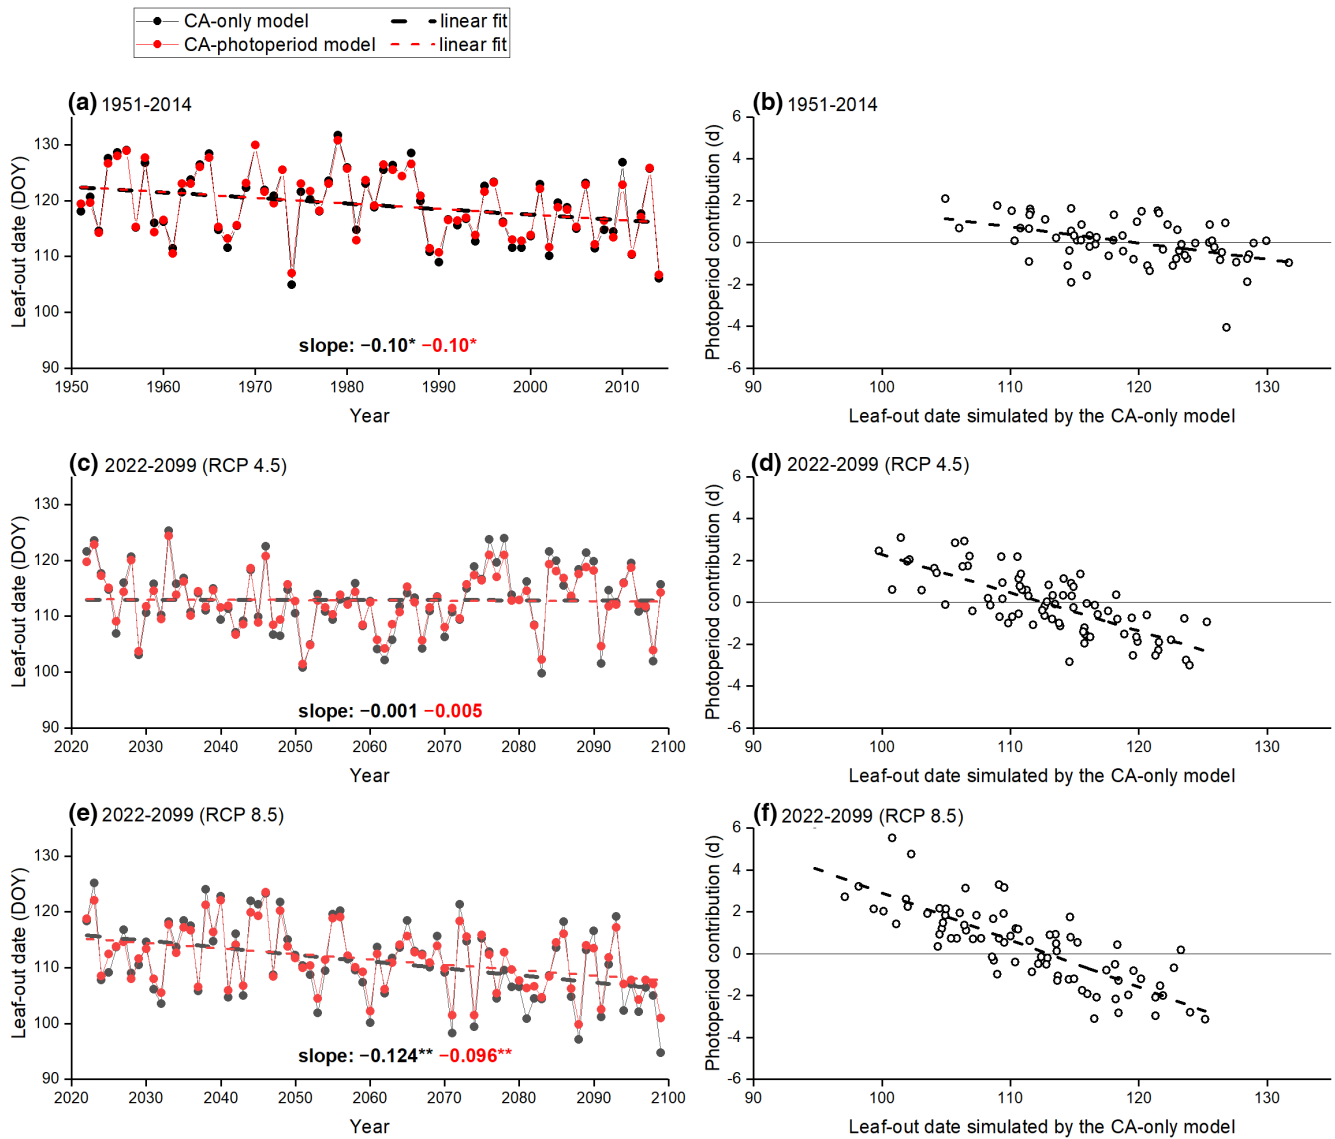 CA-only model linear fit
CA-photoperiod model linear fit
(a) 1951-2014
Leaf-out date (DOY)
130
120
110
100
90
slope: −0.10* −0.10*
1950 1960 1970 1980 1990 2000 2010
Year
(b) 1951-2014
Photoperiod contribution (d)
6
4
2
0
-2
-4
-6
90 100 110 120 130
Leaf-out date simulated by the CA-only model
(c) 2022-2099 (RCP 4.5)
Leaf-out date (DOY)
130
120
110
100
90
slope: −0.001 −0.005
2020 2030 2040 2050 2060 2070 2080 2090 2100
Year
(d) 2022-2099 (RCP 4.5)
Photoperiod contribution (d)
6
4
2
0
-2
-4
-6
90 100 110 120 130
Leaf-out date simulated by the CA-only model
(e) 2022-2099 (RCP 8.5)
Leaf-out date (DOY)
130
120
110
100
90
slope: −0.124** −0.096**
2020 2030 2040 2050 2060 2070 2080 2090 2100
Year
(f) 2022-2099 (RCP 8.5)
Photoperiod contribution (d)
6
4
2
0
-2
-4
-6
90 100 110 120 130
Leaf-out date simulated by the CA-only model